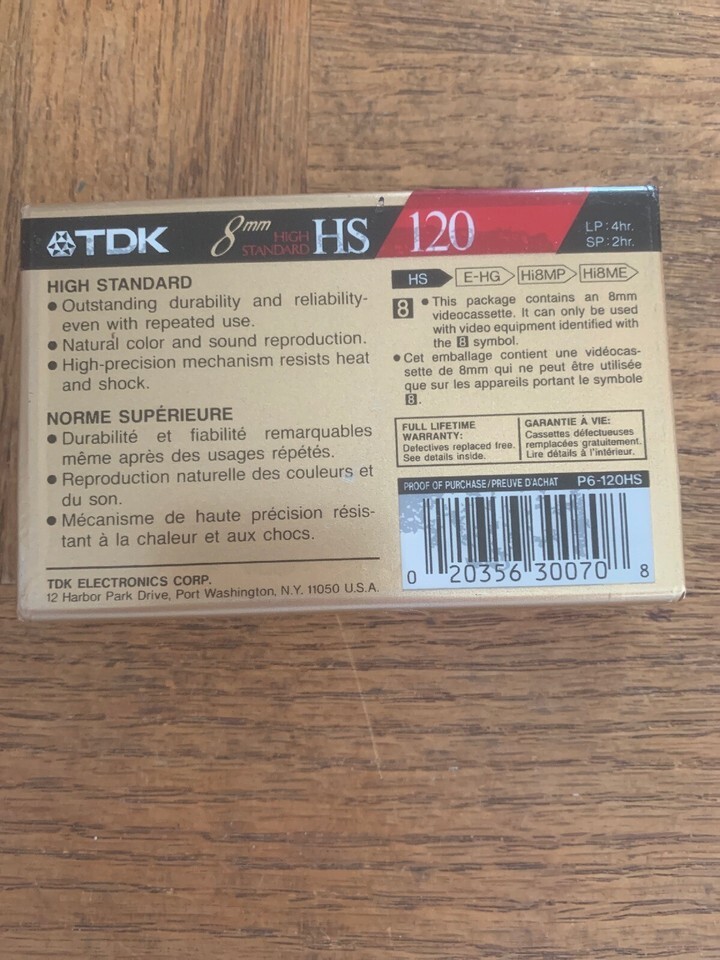 TDK 8mm HIGH STANDARD HS 120
LP:4hr.
SP:2hr.
HIGH STANDARD
● Outstanding durability and reliability-
even with repeated use.
● Natural color and sound reproduction.
● High-precision mechanism resists heat
and shock.
NORME SUPÉRIEURE
● Durabilité et fiabilité remarquables
même après des usages répétés.
● Reproduction naturelle des couleurs et
du son.
● Mécanisme de haute précision résis-
tant à la chaleur et aux chocs.
TDK ELECTRONICS CORP.
12 Harbor Park Drive, Port Washington, N.Y. 11050 U.S.A.
HS E-HG Hi8MP Hi8ME
8 ● This package contains an 8mm
videocassette. It can only be used
with video equipment identified with
the 8 symbol.
● Cet emballage contient une vidéocas-
sette de 8mm qui ne peut être utilisée
que sur les appareils portant le symbole
8.
FULL LIFETIME
WARRANTY:
Defectives replaced free.
See details inside.
GARANTIE À VIE:
Cassettes défectueuses
remplacées gratuitement.
Lire détails à l'intérieur.
PROOF OF PURCHASE/PREUVE D'ACHAT P6-120HS
0 20356 30070 8